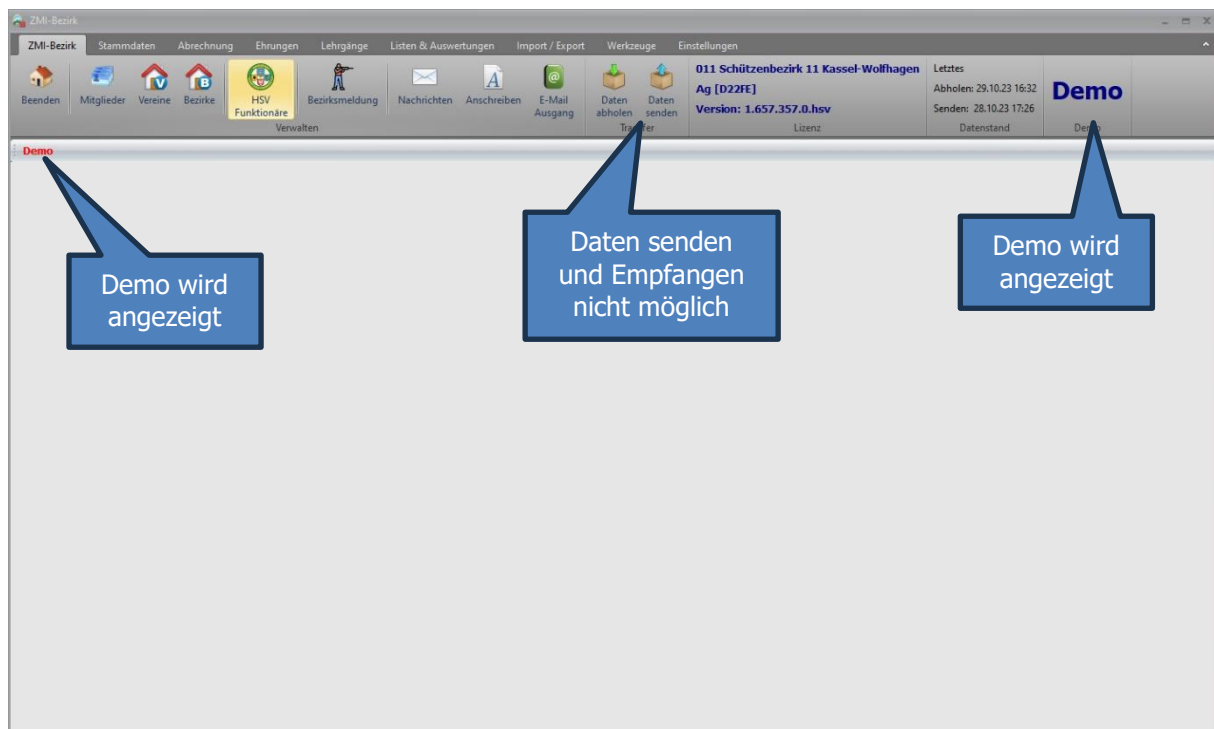 ZMI-Bezirk
ZMI-Bezirk Stammdaten Abrechnung Ehrungen Lehrgänge Listen & Auswertungen Import / Export Werkzeuge Einstellungen
Beenden
Mitglieder
Vereine
Bezirke
HSV
Funktionäre
Bezirksmeldung
Nachrichten
Anschreiben
E-Mail
Ausgang
Verwalten
Daten
abholen
Daten
senden
011 Schützenbezirk 11 Kassel-Wolfhagen
Ag [D22FE]
Version: 1.657.357.0.hsv
Lizenz
Letztes
Abholen: 29.10.23 16:32
Senden: 28.10.23 17:26
Datenstand
Demo
Demo
Demo wird
angezeigt
Daten senden
und Empfangen
nicht möglich
Demo wird
angezeigt